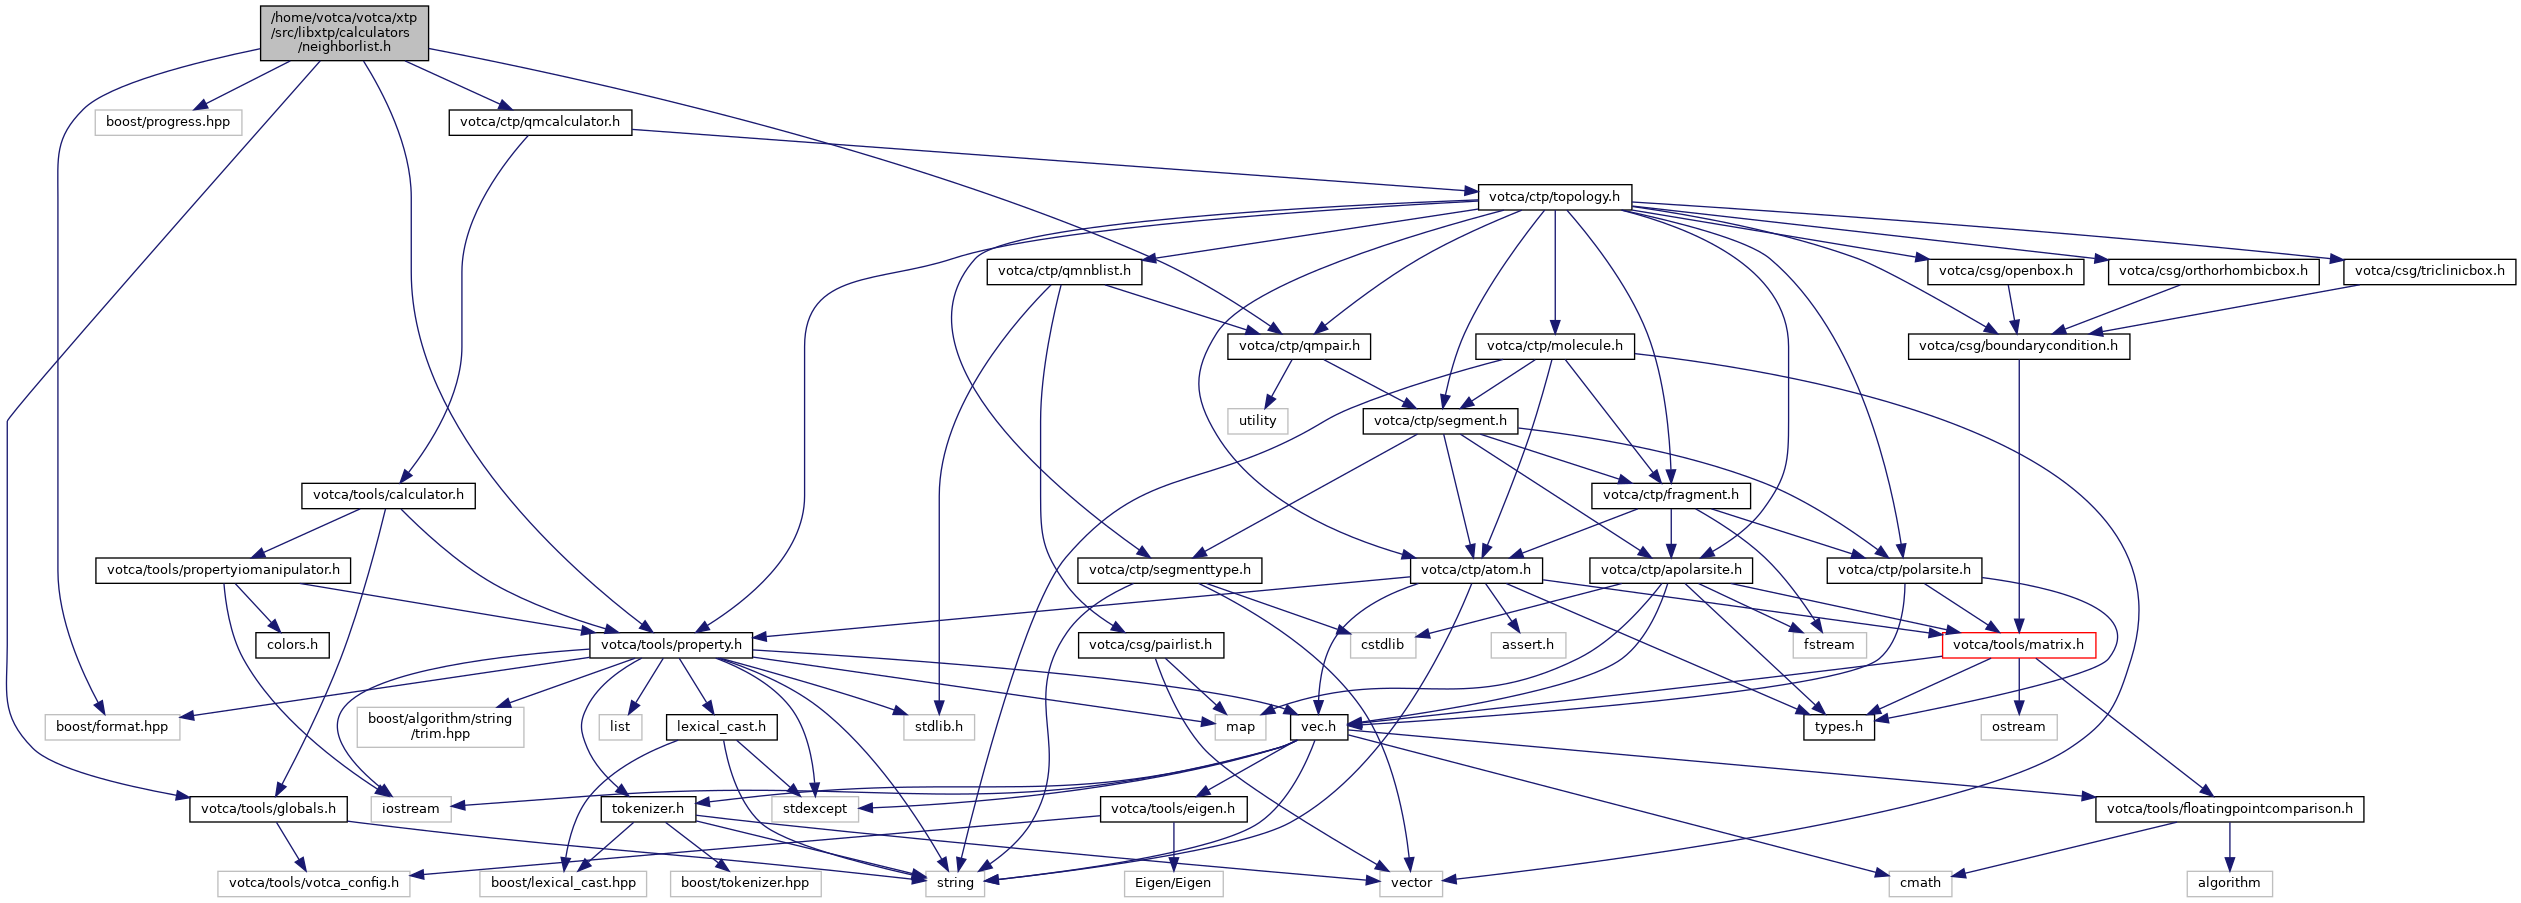 /home/votca/votca/xtp
/src/libxtp/calculators
/neighborlist.h
boost/progress.hpp
votca/ctp/qmcalculator.h
votca/ctp/topology.h
votca/ctp/qmnblist.h
votca/csg/openbox.h
votca/csg/orthorhombicbox.h
votca/csg/triclinicbox.h
votca/ctp/qmpair.h
votca/ctp/molecule.h
votca/csg/boundarycondition.h
utility
votca/ctp/segment.h
votca/tools/calculator.h
votca/ctp/fragment.h
votca/tools/propertyiomanipulator.h
votca/ctp/segmenttype.h
votca/ctp/atom.h
votca/ctp/apolarsite.h
votca/ctp/polarsite.h
colors.h
votca/tools/property.h
votca/csg/pairlist.h
cstdlib
assert.h
fstream
votca/tools/matrix.h
boost/format.hpp
boost/algorithm/string
/trim.hpp
list
lexical_cast.h
stdlib.h
map
vec.h
types.h
ostream
votca/tools/globals.h
iostream
tokenizer.h
stdexcept
votca/tools/eigen.h
votca/tools/floatingpointcomparison.h
votca/tools/votca_config.h
boost/lexical_cast.hpp
boost/tokenizer.hpp
string
Eigen/Eigen
vector
cmath
algorithm